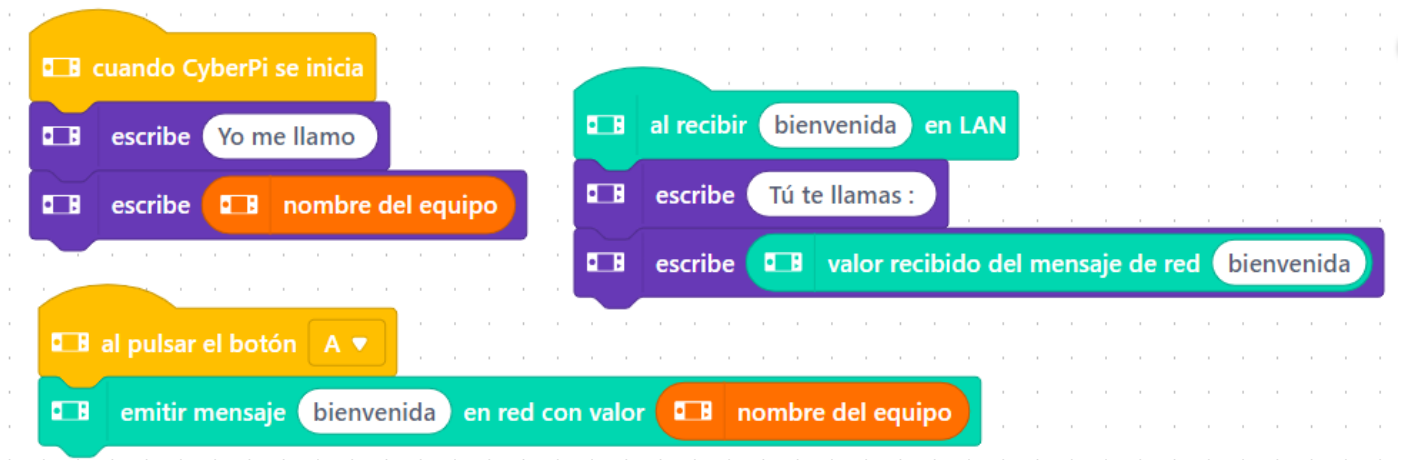 cuando CyberPi se inicia
escribe Yo me llamo
escribe nombre del equipo
al pulsar el botón A
emitir mensaje bienvenida en red con valor nombre del equipo
al recibir bienvenida en LAN
escribe Tú te llamas :
escribe valor recibido del mensaje de red bienvenida